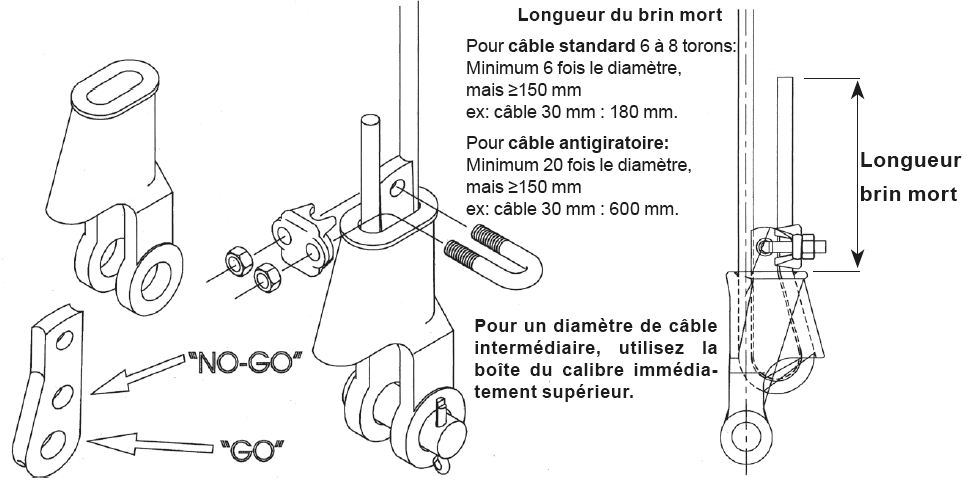 Longueur du brin mort
Pour câble standard 6 à 8 torons:
Minimum 6 fois le diamètre,
mais ≥150 mm
ex: câble 30 mm : 180 mm.
Pour câble antigiratoire:
Minimum 20 fois le diamètre,
mais ≥150 mm
ex: câble 30 mm : 600 mm.
Longueur
brin mort
Pour un diamètre de câble
intermédiaire, utilisez la
boîte du calibre immédia-
tement supérieur.
"NO-GO"
"GO"